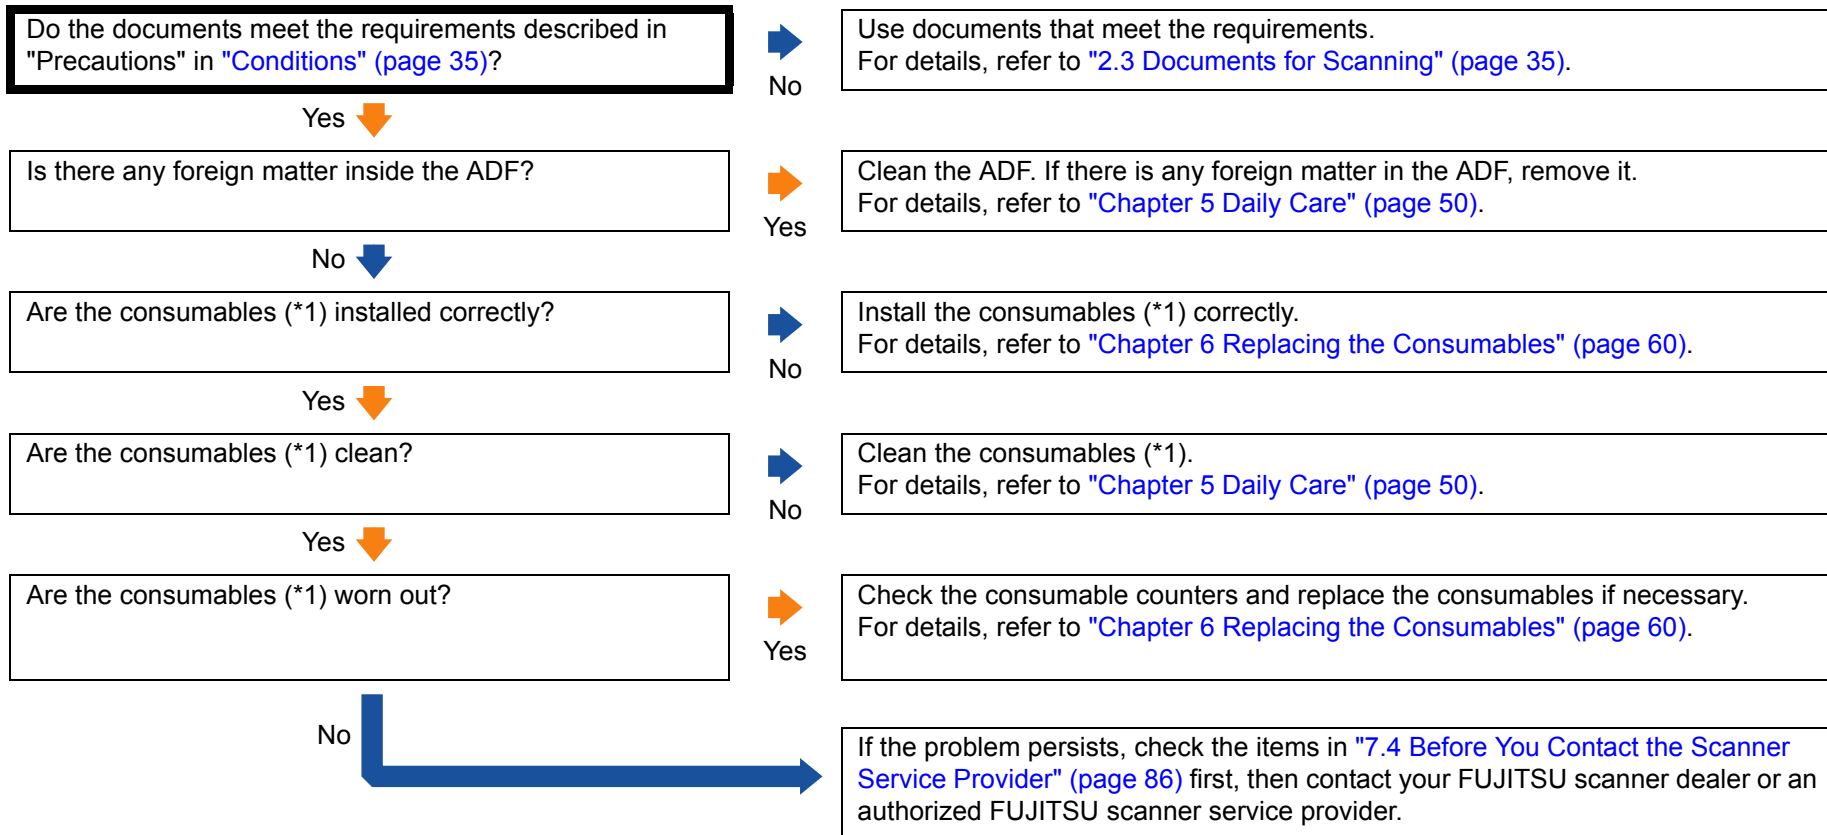 Do the documents meet the requirements described in
"Precautions" in "Conditions" (page 35)?
No
Use documents that meet the requirements.
For details, refer to "2.3 Documents for Scanning" (page 35).
Yes
Is there any foreign matter inside the ADF?
Yes
Clean the ADF. If there is any foreign matter in the ADF, remove it.
For details, refer to "Chapter 5 Daily Care" (page 50).
No
Are the consumables (*1) installed correctly?
No
Install the consumables (*1) correctly.
For details, refer to "Chapter 6 Replacing the Consumables" (page 60).
Yes
Are the consumables (*1) clean?
No
Clean the consumables (*1).
For details, refer to "Chapter 5 Daily Care" (page 50).
Yes
Are the consumables (*1) worn out?
Yes
Check the consumable counters and replace the consumables if necessary.
For details, refer to "Chapter 6 Replacing the Consumables" (page 60).
No
If the problem persists, check the items in "7.4 Before You Contact the Scanner
Service Provider" (page 86) first, then contact your FUJITSU scanner dealer or an
authorized FUJITSU scanner service provider.